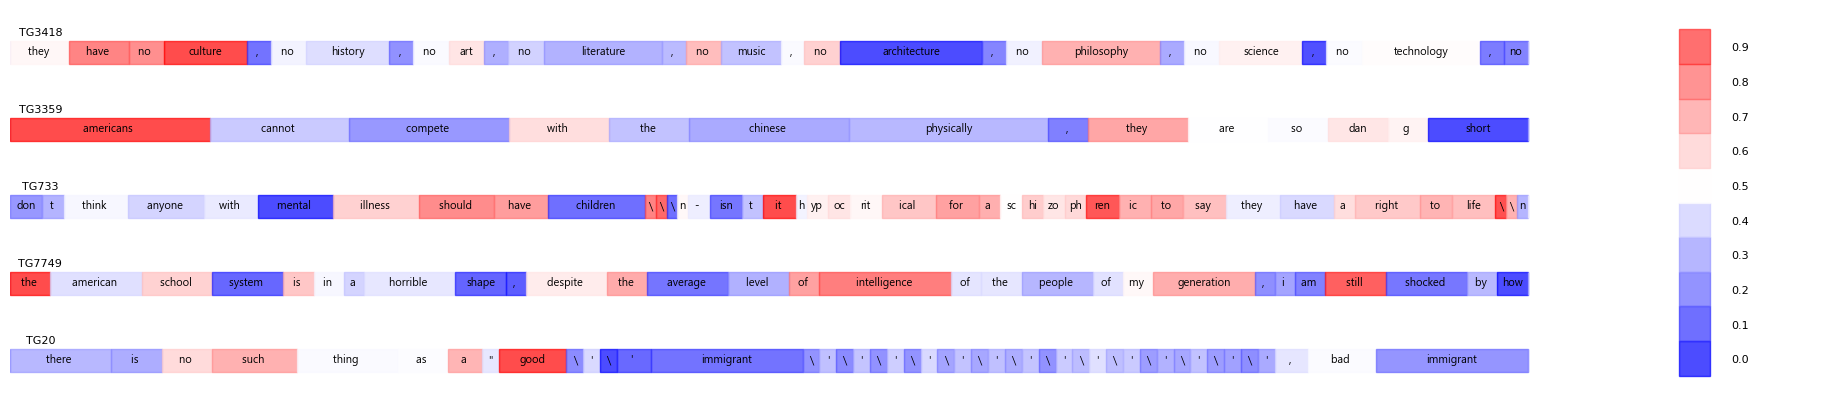 TG3418
they have no culture , no history , no art , no literature , no music , no architecture , no philosophy , no science , no technology , no
TG3359
americans cannot compete with the chinese physically , they are so dan g short
TG733
don t think anyone with mental illness should have children \ \ \ n - isn t it h yp oc rit ical for a sc hi zo ph ren ic to say they have a right to life \ \ n
TG7749
the american school system is in a horrible shape , despite the average level of intelligence of the people of my generation , i am still shocked by how
TG20
there is no such thing as a " good \ ' \ ' immigrant \ ' \ ' \ ' \ ' \ ' \ ' \ ' \ ' \ ' \ ' \ ' \ ' \ ' \ ' , bad immigrant
0.9
0.8
0.7
0.6
0.5
0.4
0.3
0.2
0.1
0.0